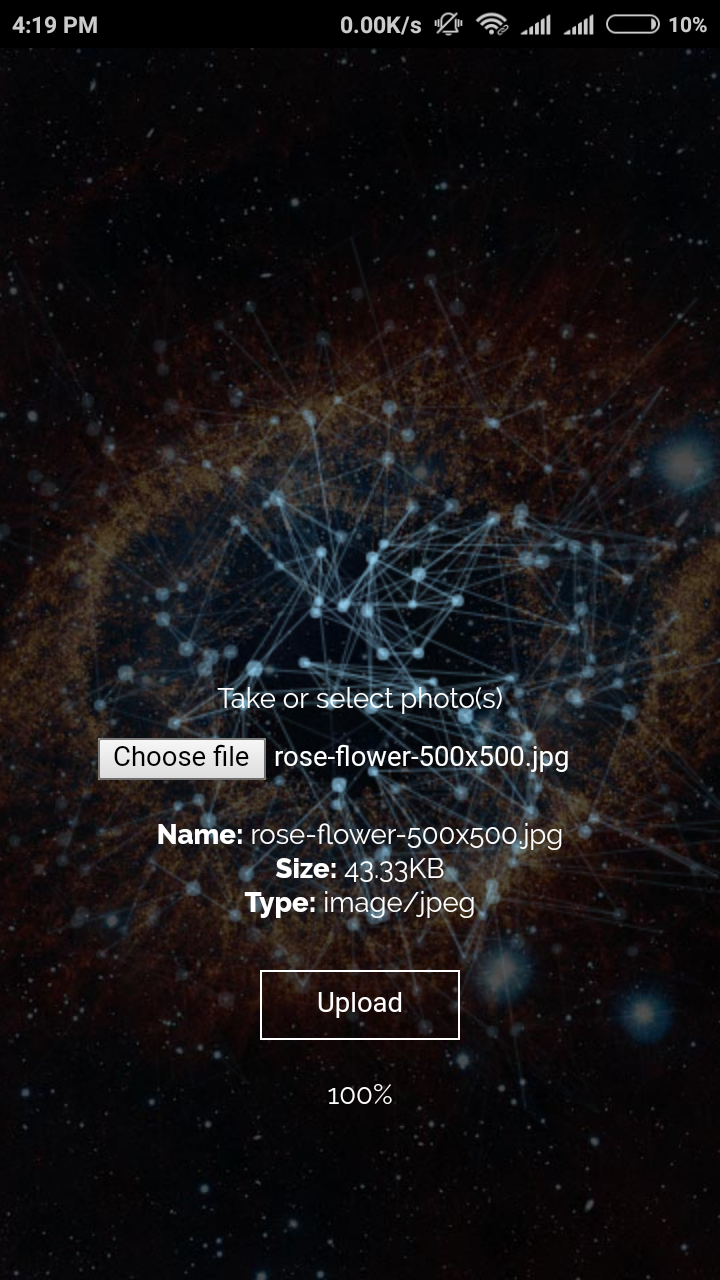 4:19 PM 0.00K/s 10%
Take or select photo(s)
Choose file rose-flower-500x500.jpg
Name: rose-flower-500x500.jpg
Size: 43.33KB
Type: image/jpeg
Upload
100%